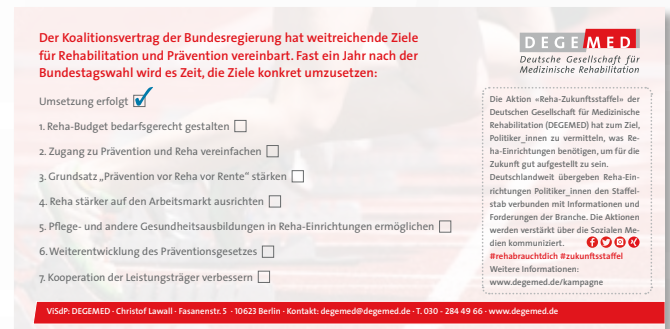 Der Koalitionsvertrag der Bundesregierung hat weitreichende Ziele
für Rehabilitation und Prävention vereinbart. Fast ein Jahr nach der
Bundestagswahl wird es Zeit, die Ziele konkret umzusetzen:
Umsetzung erfolgt
1. Reha-Budget bedarfsgerecht gestalten
2. Zugang zu Prävention und Reha vereinfachen
3. Grundsatz „Prävention vor Reha vor Rente“ stärken
4. Reha stärker auf den Arbeitsmarkt ausrichten
5. Pflege- und andere Gesundheitsausbildungen in Reha-Einrichtungen ermöglichen
6. Weiterentwicklung des Präventionsgesetzes
7. Kooperation der Leistungsträger verbessern
DEGEMED
Deutsche Gesellschaft für
Medizinische Rehabilitation
Die Aktion «Reha-Zukunftsstaffel» der
Deutschen Gesellschaft für Medizinische
Rehabilitation (DEGEMED) hat zum Ziel,
Politiker_innen zu vermitteln, was Re-
ha-Einrichtungen benötigen, um für die
Zukunft gut aufgestellt zu sein.
Deutschlandweit übergeben Reha-Ein-
richtungen Politiker_innen den Staffel-
stab verbunden mit Informationen und
Forderungen der Branche. Die Aktionen
werden verstärkt über die Sozialen Me-
dien kommuniziert.
#rehabrauchtdich #zukunftsstaffel
Weitere Informationen:
www.degemed.de/kampagne
ViSdP: DEGEMED · Christof Lawall · Fasanenstr. 5 · 10623 Berlin · Kontakt: degemed@degemed.de · T. 030 - 284 49 66 · www.degemed.de